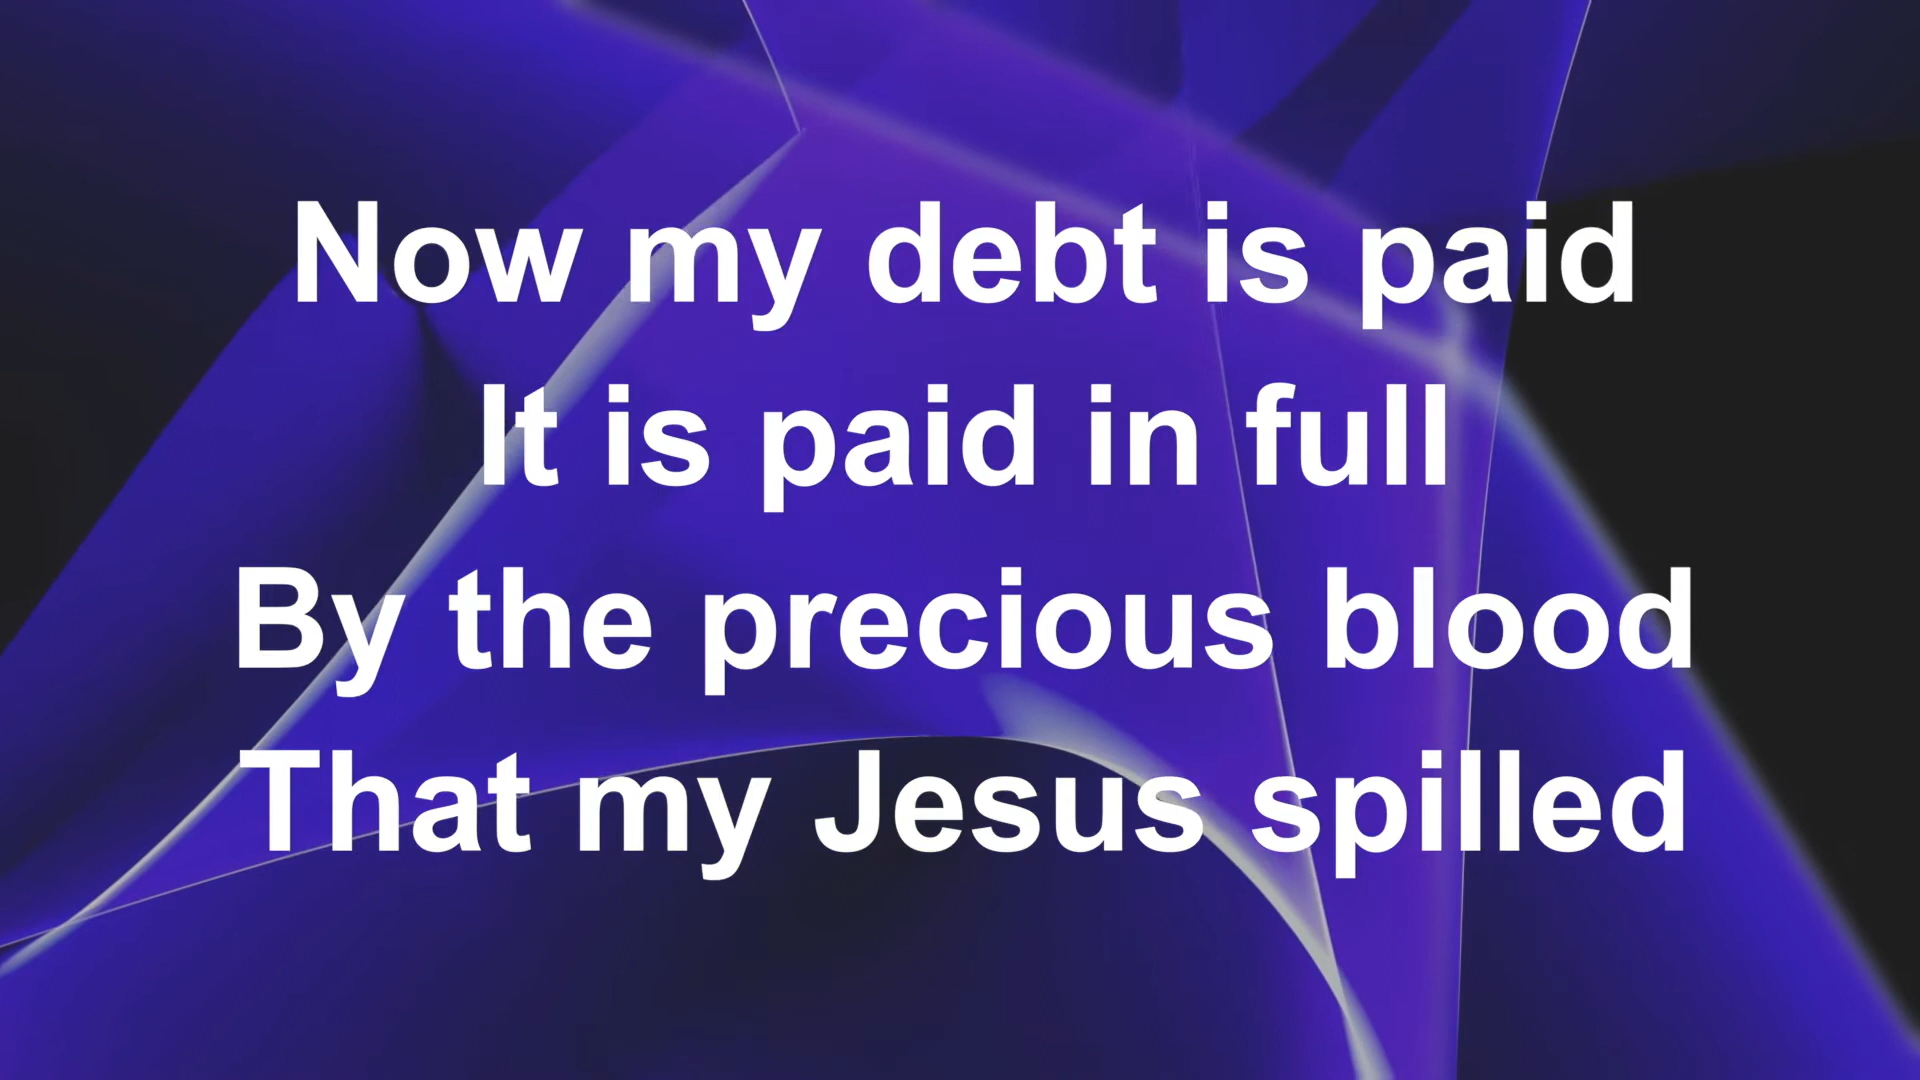 Now my debt is paid
It is paid in full
By the precious blood
That my Jesus spilled